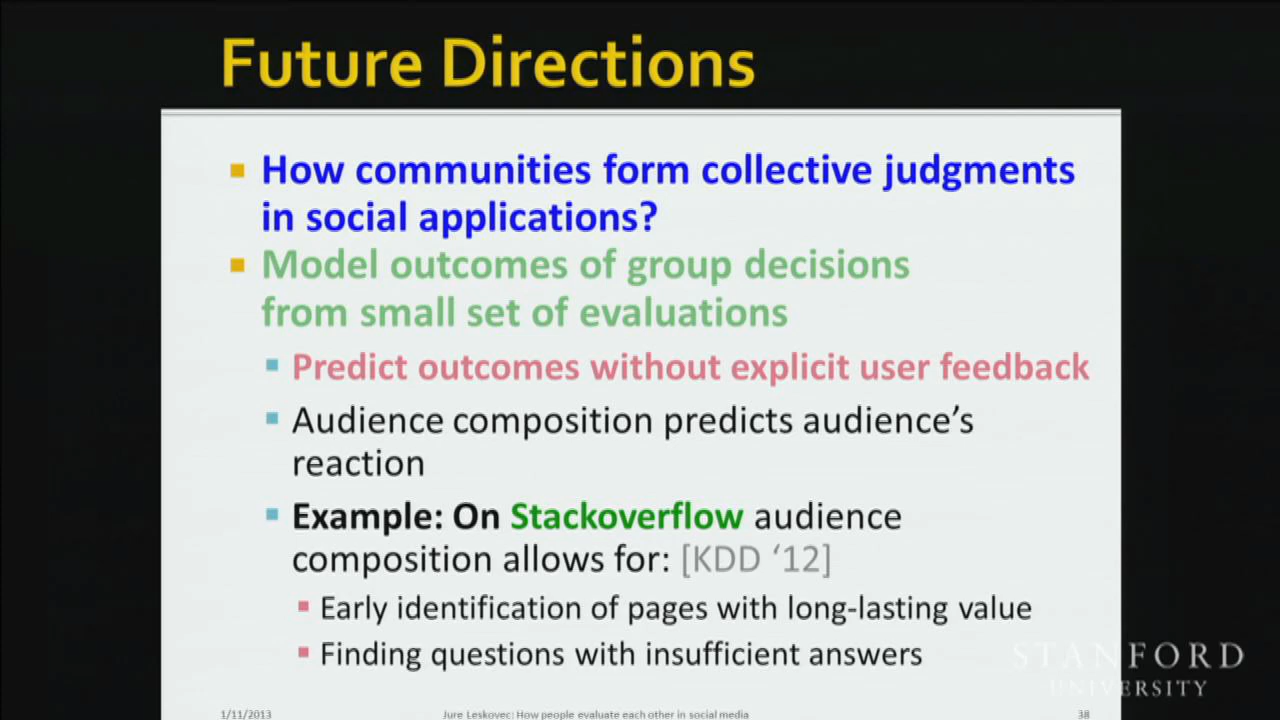 Future Directions
How communities form collective judgments
in social applications?
Model outcomes of group decisions
from small set of evaluations
Predict outcomes without explicit user feedback
Audience composition predicts audience’s
reaction
Example: On Stackoverflow audience
composition allows for: [KDD ‘12]
Early identification of pages with long-lasting value
Finding questions with insufficient answers
STANFORD
UNIVERSITY
1/11/2013
Jure Leskovec: How people evaluate each other in social media
38